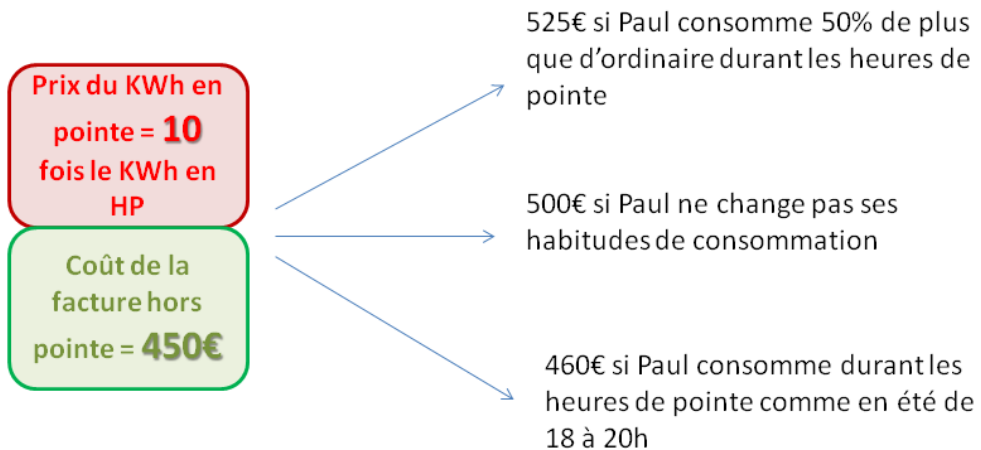 525€ si Paul consomme 50% de plus
que d’ordinaire durant les heures de
pointe
Prix du KWh en
pointe = 10
fois le KWh en
HP
500€ si Paul ne change pas ses
habitudes de consommation
Coût de la
facture hors
pointe = 450€
460€ si Paul consomme durant les
heures de pointe comme en été de
18 à 20h